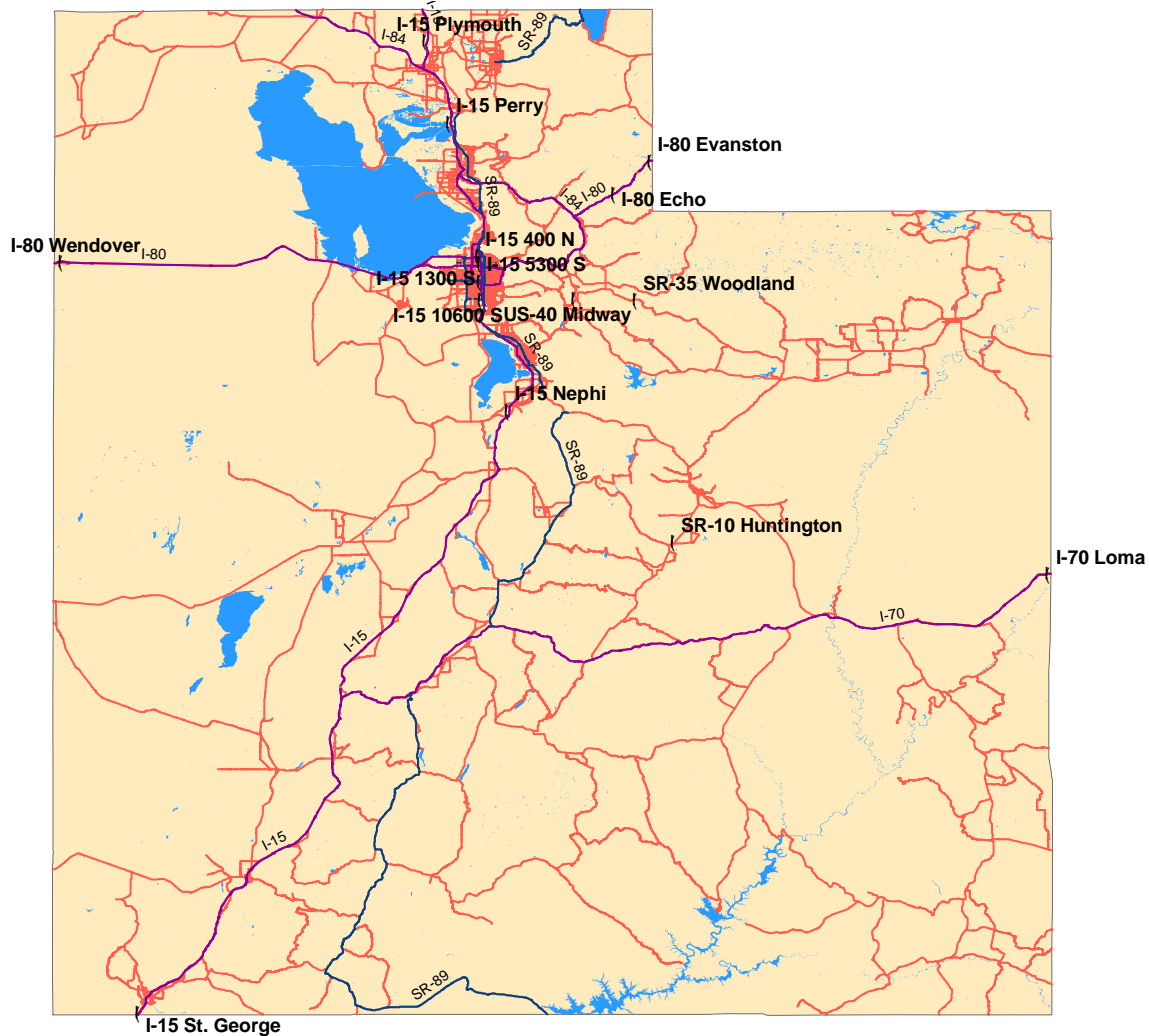 I-15
I-15 Plymouth
SR-89
I-84
I-15 Perry
I-80 Evanston
SR-89
I-84
I-80
I-80 Echo
I-80 Wendover
I-80
I-15 400 N
I-15 5300 S
I-15 1300 S
SR-35 Woodland
I-15 10600 S
US-40 Midway
SR-89
I-15 Nephi
SR-89
SR-10 Huntington
I-70 Loma
I-70
I-15
I-15
SR-89
I-15 St. George